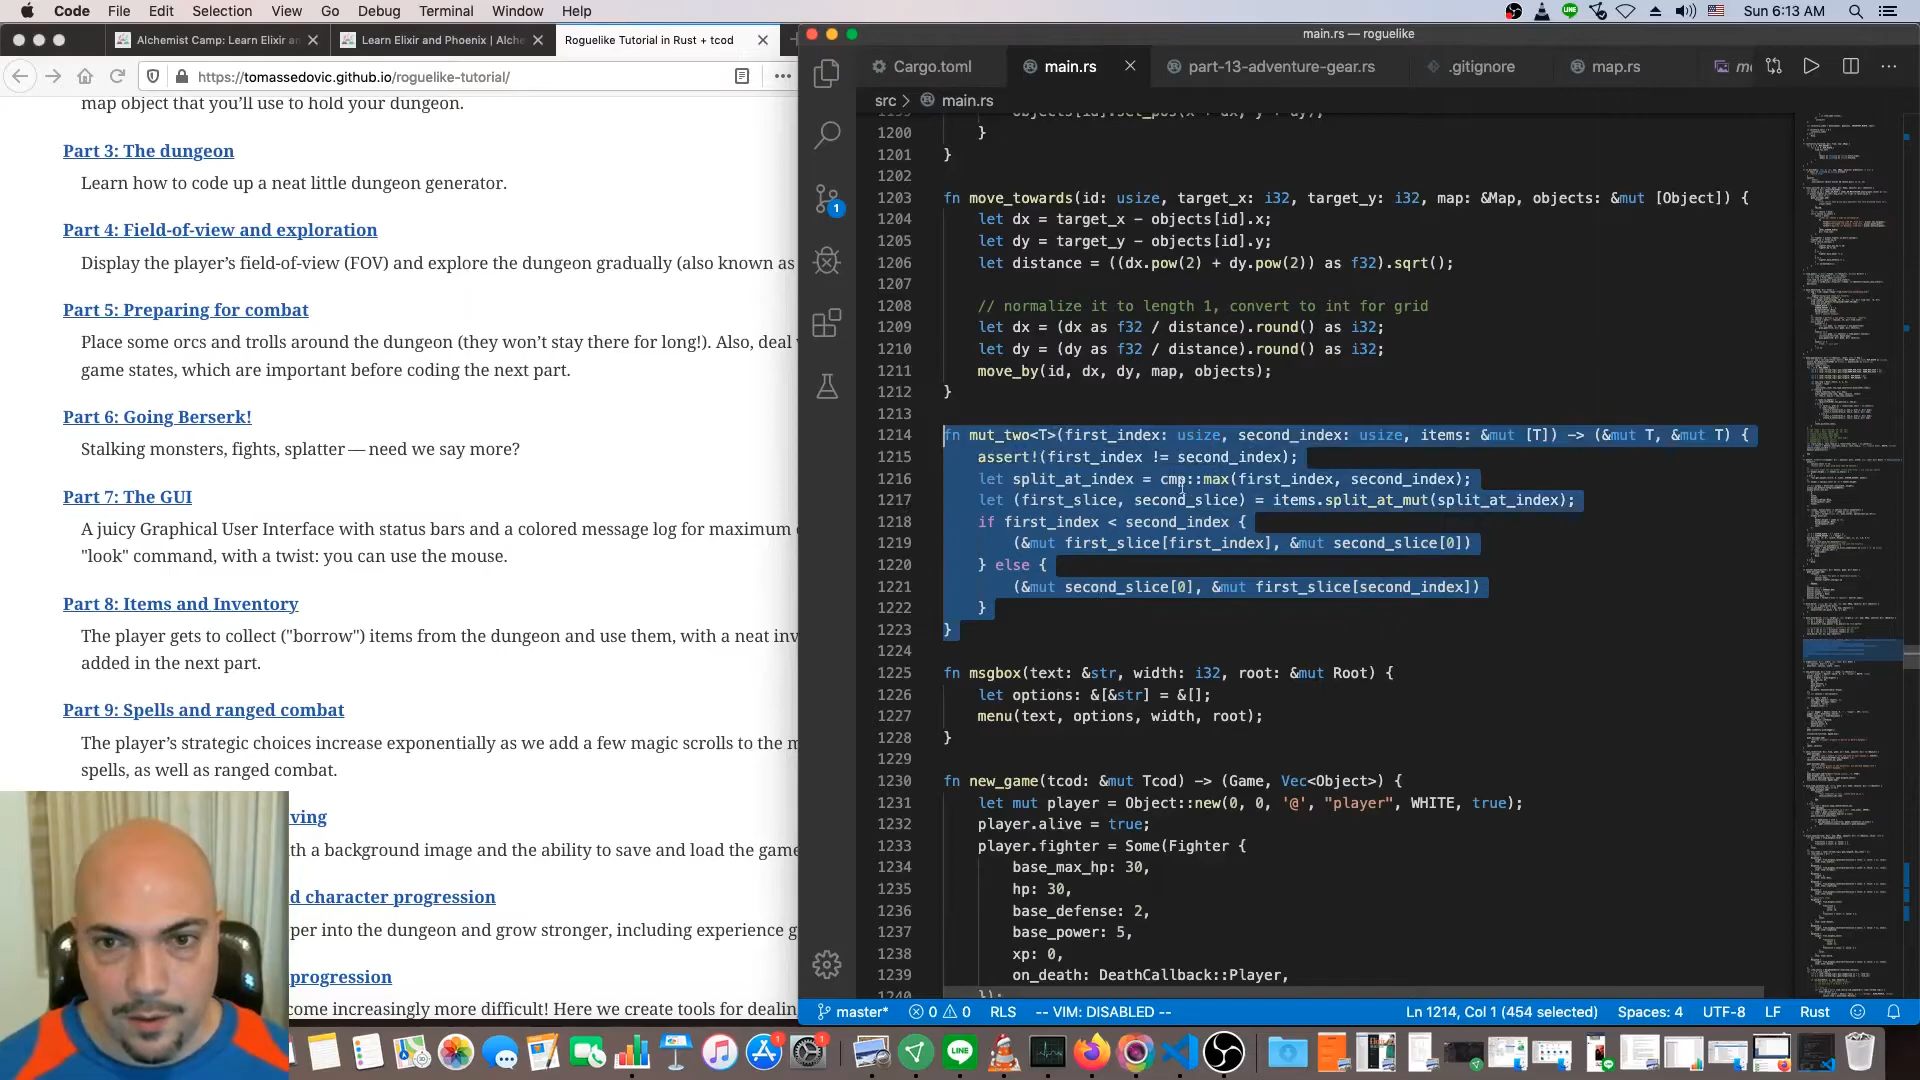 Code File Edit Selection View Go Debug Terminal Window Help
Sun 6:13 AM
Alchemist Camp: Learn Elixir an
Learn Elixir and Phoenix | Alche
Roguelike Tutorial in Rust + tcod
https://tomassedovic.github.io/roguelike-tutorial/
map object that you'll use to hold your dungeon.
Part 3: The dungeon
Learn how to code up a neat little dungeon generator.
Part 4: Field-of-view and exploration
Display the player's field-of-view (FOV) and explore the dungeon gradually (also known as
Part 5: Preparing for combat
Place some orcs and trolls around the dungeon (they won't stay there for long!). Also, deal
game states, which are important before coding the next part.
Part 6: Going Berserk!
Stalking monsters, fights, splatter — need we say more?
Part 7: The GUI
A juicy Graphical User Interface with status bars and a colored message log for maximum
"look" command, with a twist: you can use the mouse.
Part 8: Items and Inventory
The player gets to collect ("borrow") items from the dungeon and use them, with a neat inv
added in the next part.
Part 9: Spells and ranged combat
The player's strategic choices increase exponentially as we add a few magic scrolls to the m
spells, as well as ranged combat.
ving
th a background image and the ability to save and load the game
d character progression
per into the dungeon and grow stronger, including experience g
progression
come increasingly more difficult! Here we create tools for dealin
main.rs — roguelike
Cargo.toml
main.rs
part-13-adventure-gear.rs
.gitignore
map.rs
src > main.rs
1200 }
1201 }
1202
1203 fn move_towards(id: usize, target_x: i32, target_y: i32, map: &Map, objects: &mut [Object]) {
1204 let dx = target_x - objects[id].x;
1205 let dy = target_y - objects[id].y;
1206 let distance = ((dx.pow(2) + dy.pow(2)) as f32).sqrt();
1207
1208 // normalize it to length 1, convert to int for grid
1209 let dx = (dx as f32 / distance).round() as i32;
1210 let dy = (dy as f32 / distance).round() as i32;
1211 move_by(id, dx, dy, map, objects);
1212 }
1213
1214 fn mut_two<T>(first_index: usize, second_index: usize, items: &mut [T]) -> (&mut T, &mut T) {
1215 assert!(first_index != second_index);
1216 let split_at_index = cmp::max(first_index, second_index);
1217 let (first_slice, second_slice) = items.split_at_mut(split_at_index);
1218 if first_index < second_index {
1219 (&mut first_slice[first_index], &mut second_slice[0])
1220 } else {
1221 (&mut second_slice[0], &mut first_slice[second_index])
1222 }
1223 }
1224
1225 fn msgbox(text: &str, width: i32, root: &mut Root) {
1226 let options: &[&str] = &[];
1227 menu(text, options, width, root);
1228 }
1229
1230 fn new_game(tcod: &mut Tcod) -> (Game, Vec<Object>) {
1231 let mut player = Object::new(0, 0, '@', "player", WHITE, true);
1232 player.alive = true;
1233 player.fighter = Some(Fighter {
1234 base_max_hp: 30,
1235 hp: 30,
1236 base_defense: 2,
1237 base_power: 5,
1238 xp: 0,
1239 on_death: DeathCallback::Player,
1240 });
1
master* 0 0 RLS -- VIM: DISABLED -- Ln 1214, Col 1 (454 selected) Spaces: 4 UTF-8 LF Rust